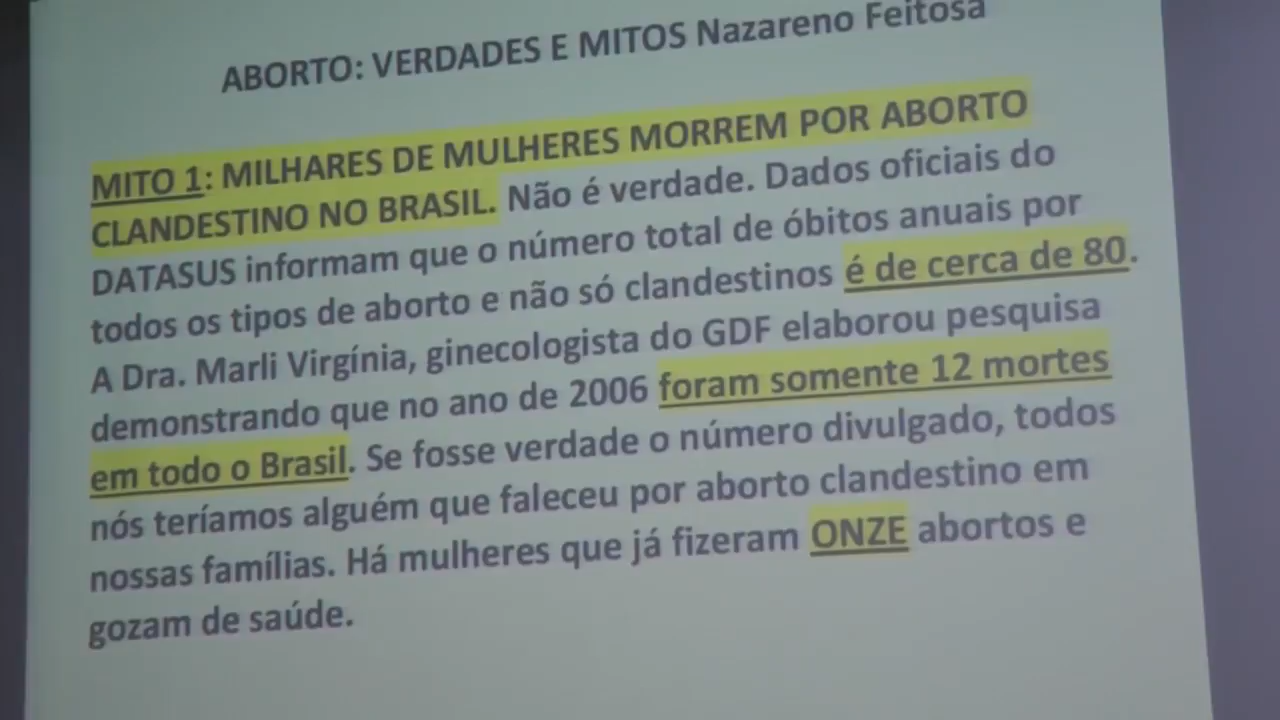 ABORTO: VERDADES E MITOS Nazareno Feitosa
MITO 1: MILHARES DE MULHERES MORREM POR ABORTO
CLANDESTINO NO BRASIL. Não é verdade. Dados oficiais do
DATASUS informam que o número total de óbitos anuais por
todos os tipos de aborto e não só clandestinos é de cerca de 80.
A Dra. Marli Virgínia, ginecologista do GDF elaborou pesquisa
demonstrando que no ano de 2006 foram somente 12 mortes
em todo o Brasil. Se fosse verdade o número divulgado, todos
nós teríamos alguém que faleceu por aborto clandestino em
nossas famílias. Há mulheres que já fizeram ONZE abortos e
gozam de saúde.